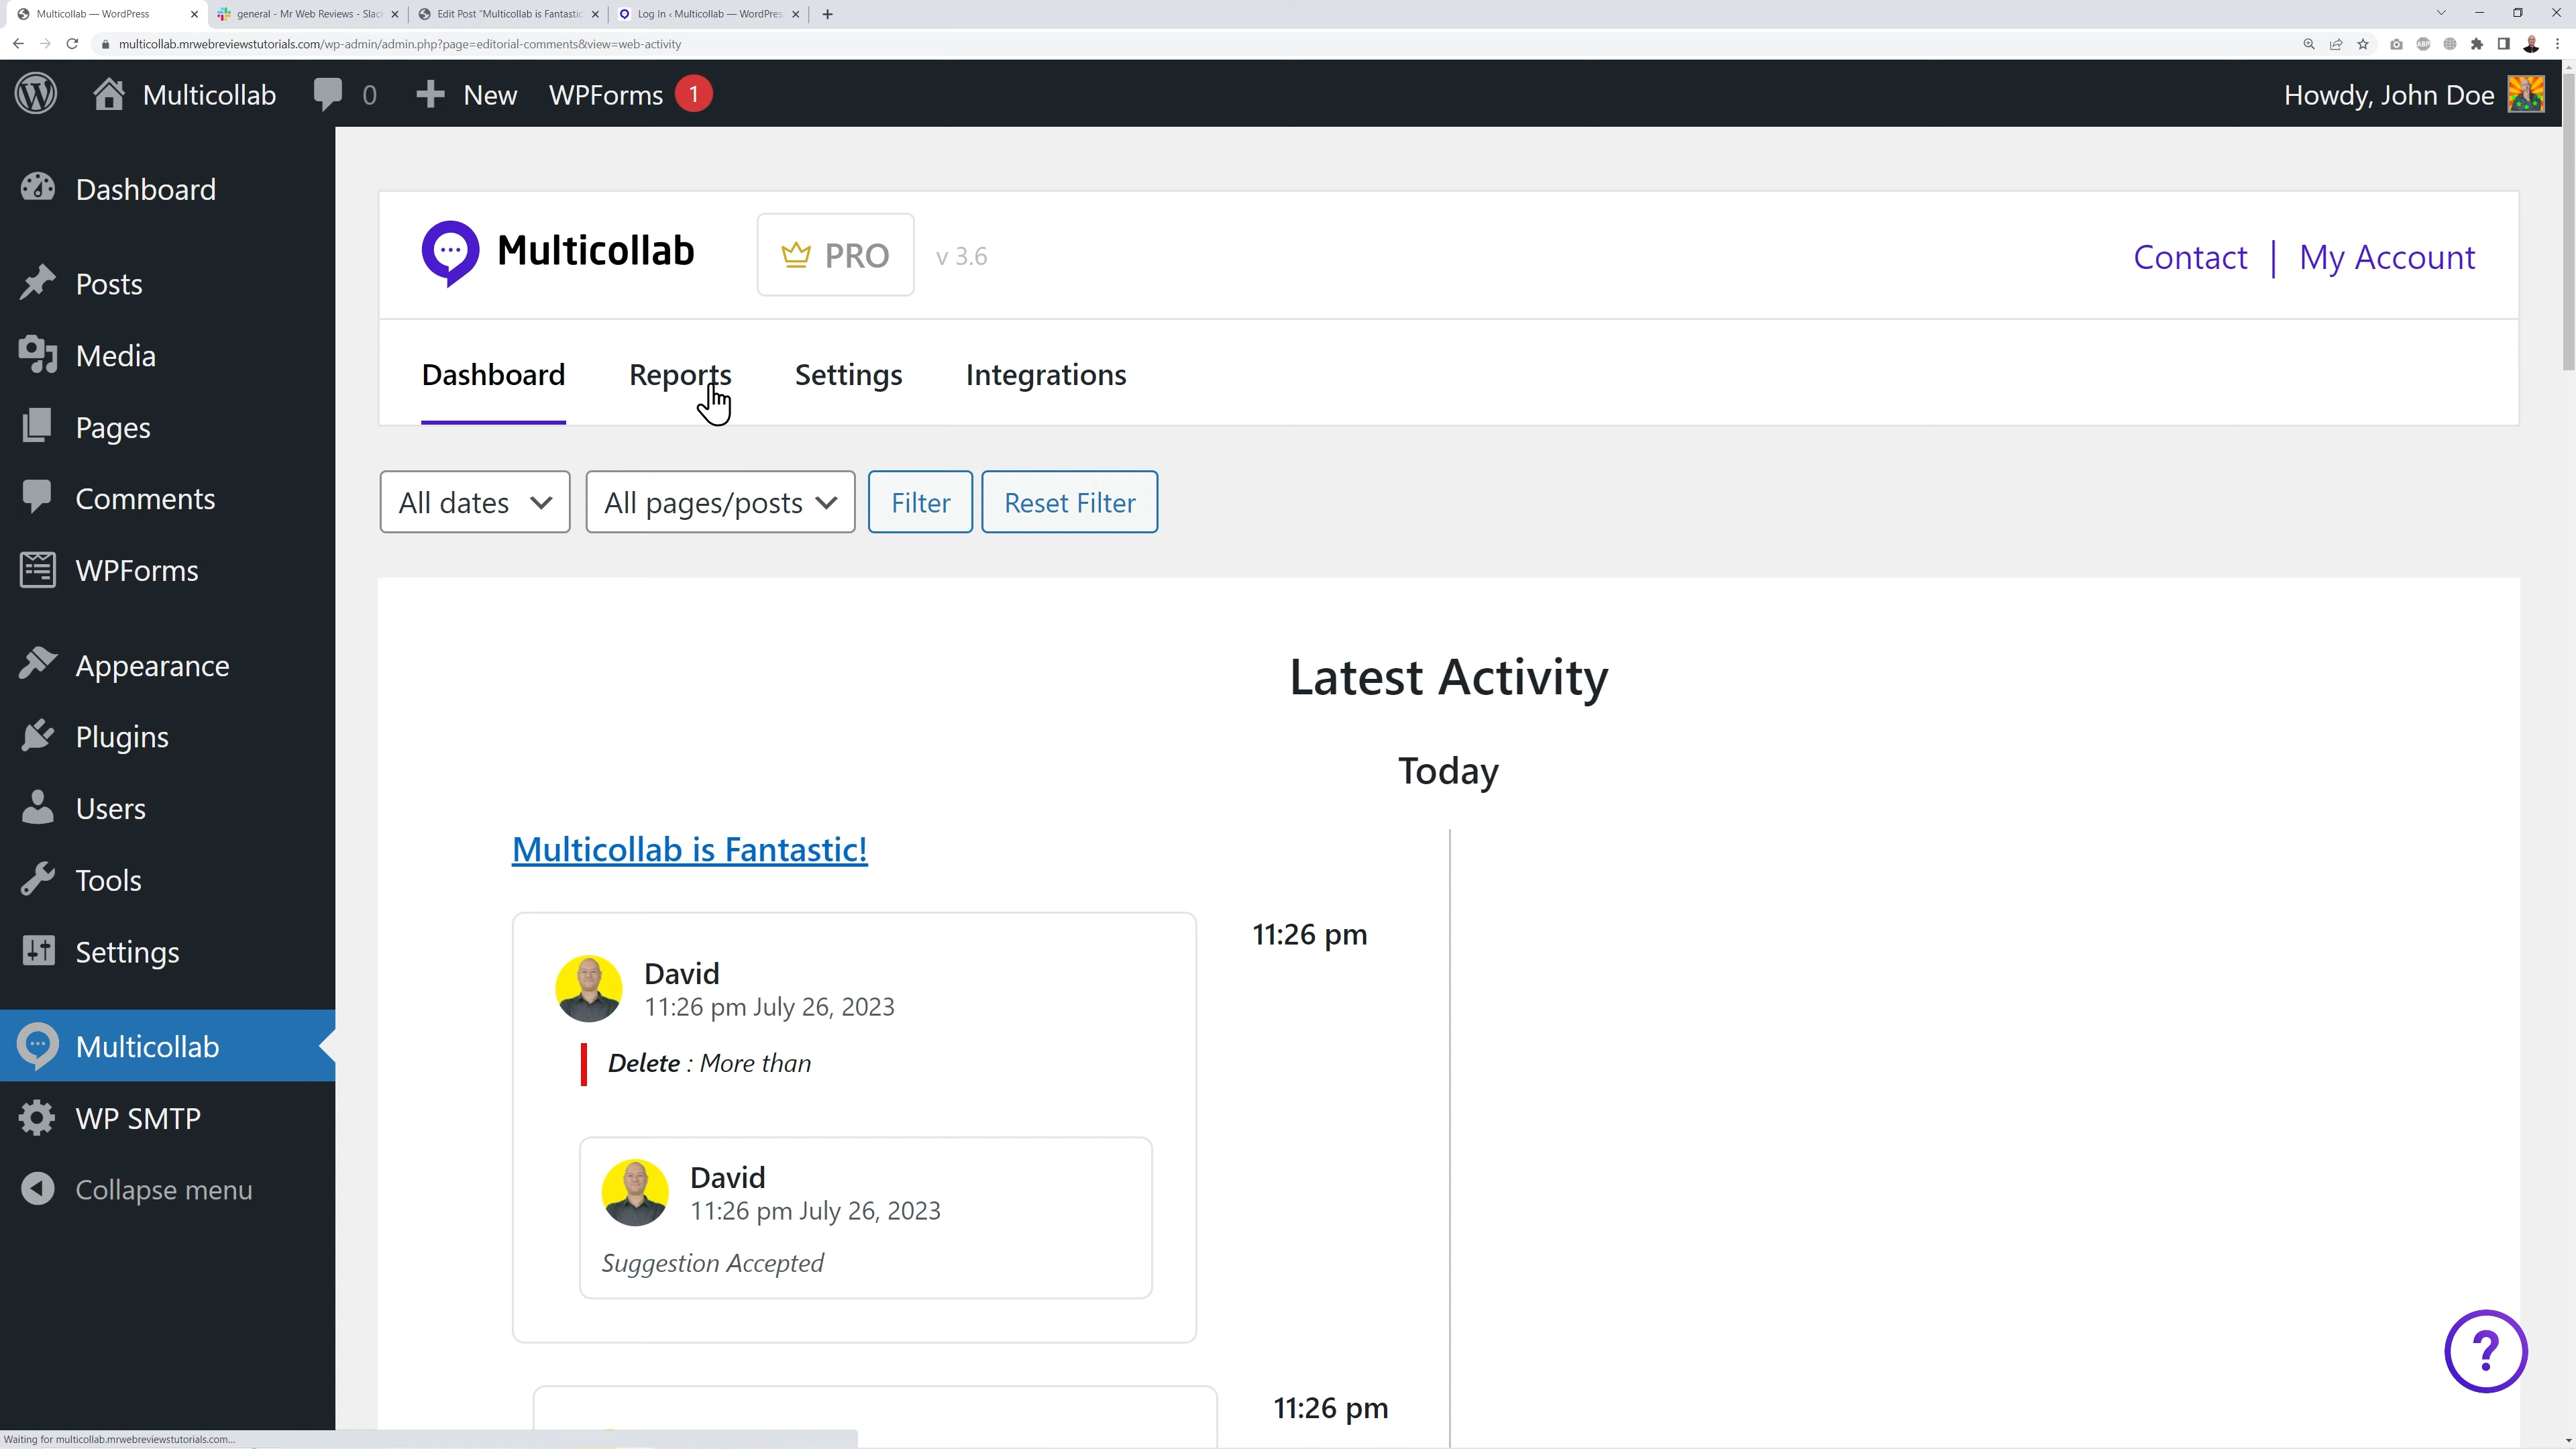 Multicollab — WordPress
general - Mr Web Reviews - Slac
Edit Post "Multicollab is Fantastic
Log In ‹ Multicollab — WordPres
multicollab.mrwebreviewstutorials.com/wp-admin/admin.php?page=editorial-comments&view=web-activity
ABP
Multicollab
0
New
WPForms
1
Howdy, John Doe
Dashboard
Posts
Media
Pages
Comments
WPForms
Appearance
Plugins
Users
Tools
Settings
Multicollab
WP SMTP
Collapse menu
Multicollab
PRO
v 3.6
Contact | My Account
Dashboard
Reports
Settings
Integrations
All dates
All pages/posts
Filter
Reset Filter
Latest Activity
Today
Multicollab is Fantastic!
11:26 pm
David
11:26 pm July 26, 2023
Delete : More than
David
11:26 pm July 26, 2023
Suggestion Accepted
11:26 pm
?
Waiting for multicollab.mrwebreviewstutorials.com...